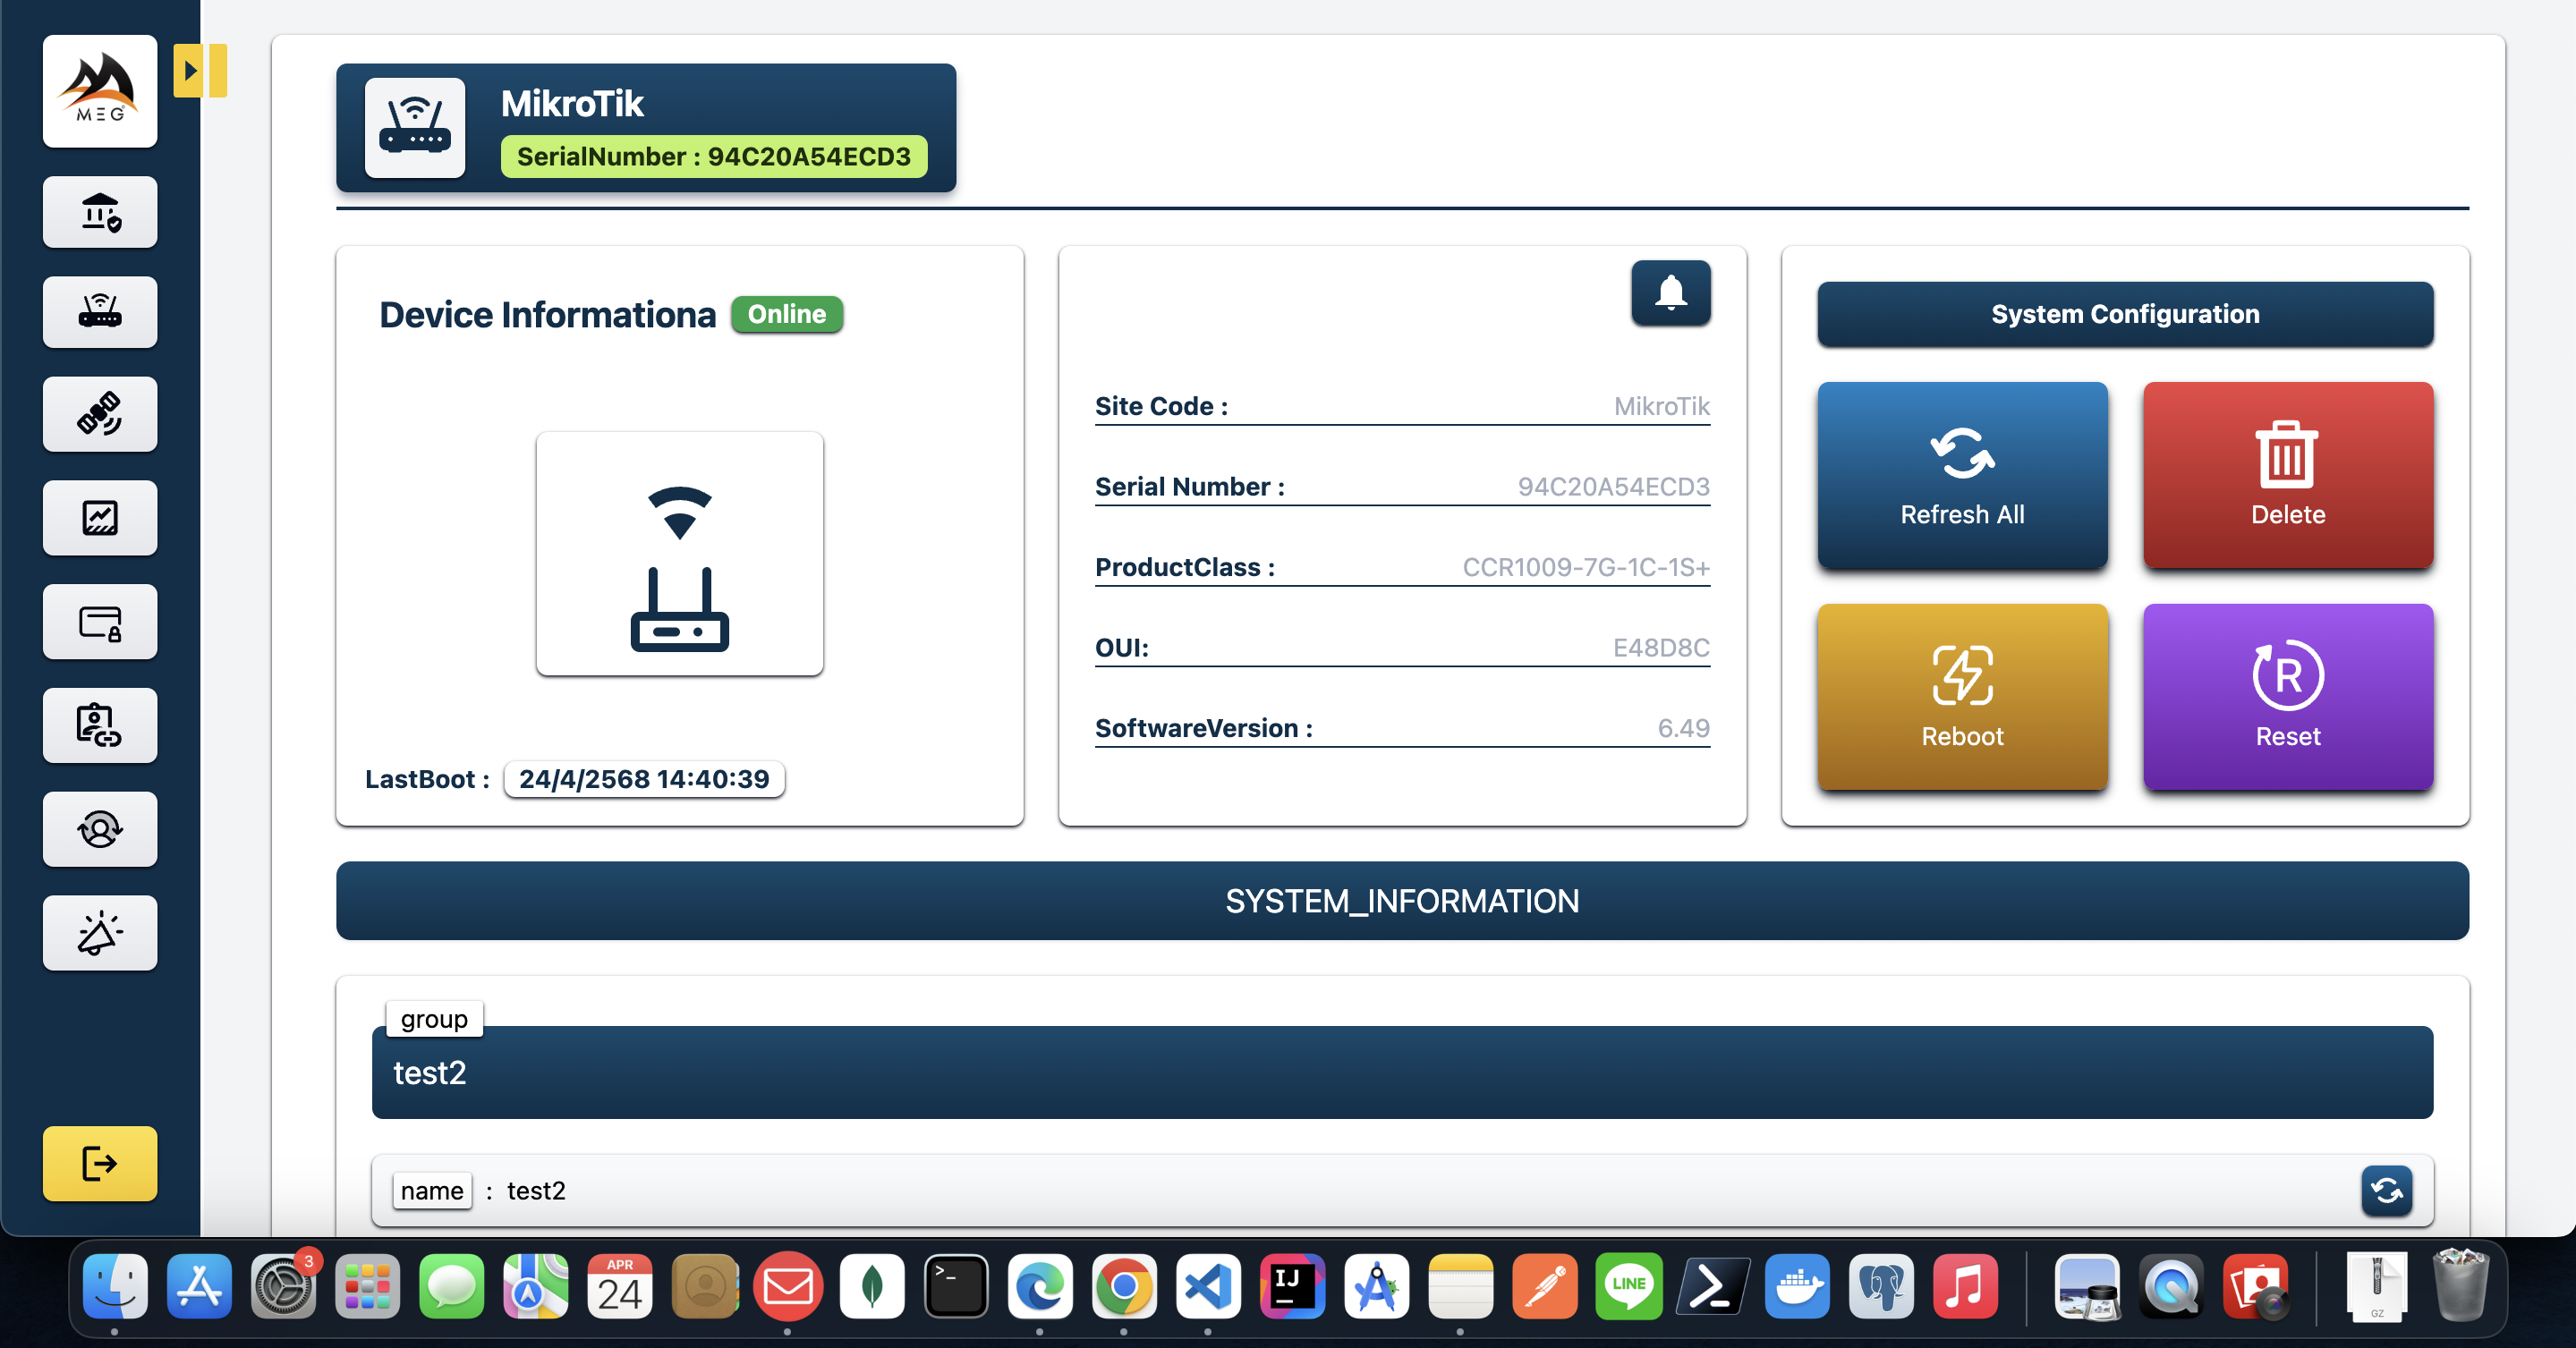 MEG
MikroTik
SerialNumber : 94C20A54ECD3
Device Informationa
Online
LastBoot :
24/4/2568 14:40:39
Site Code :
MikroTik
Serial Number :
94C20A54ECD3
ProductClass :
CCR1009-7G-1C-1S+
OUI:
E48D8C
SoftwareVersion :
6.49
System Configuration
Refresh All
Delete
Reboot
R
Reset
SYSTEM_INFORMATION
group
test2
name : test2
3
APR
24
>_
IJ
LINE
GZ